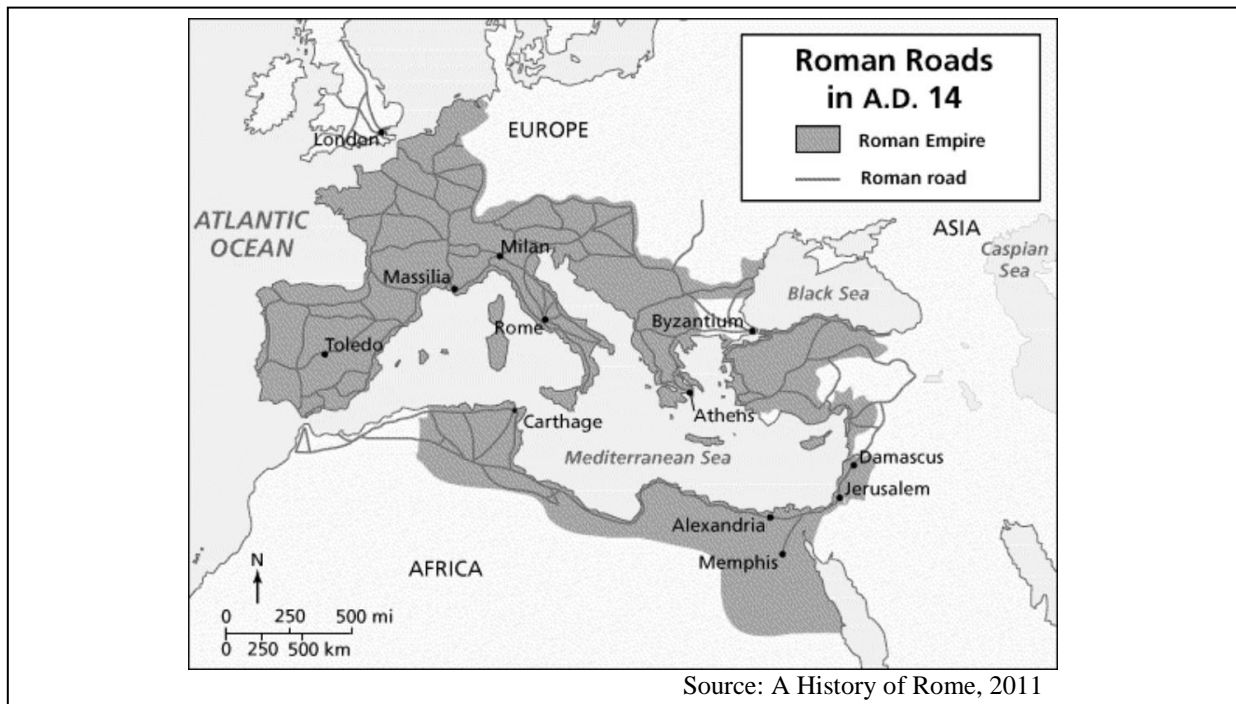 Roman Roads
in A.D. 14
Roman Empire
Roman road
EUROPE
London
ATLANTIC
OCEAN
ASIA
Caspian
Sea
Milan
Massilia
Black Sea
Rome
Byzantium
Toledo
Carthage
Athens
Mediterranean Sea
Damascus
Jerusalem
Alexandria
Memphis
AFRICA
N
0 250 500 mi
0 250 500 km
Source: A History of Rome, 2011